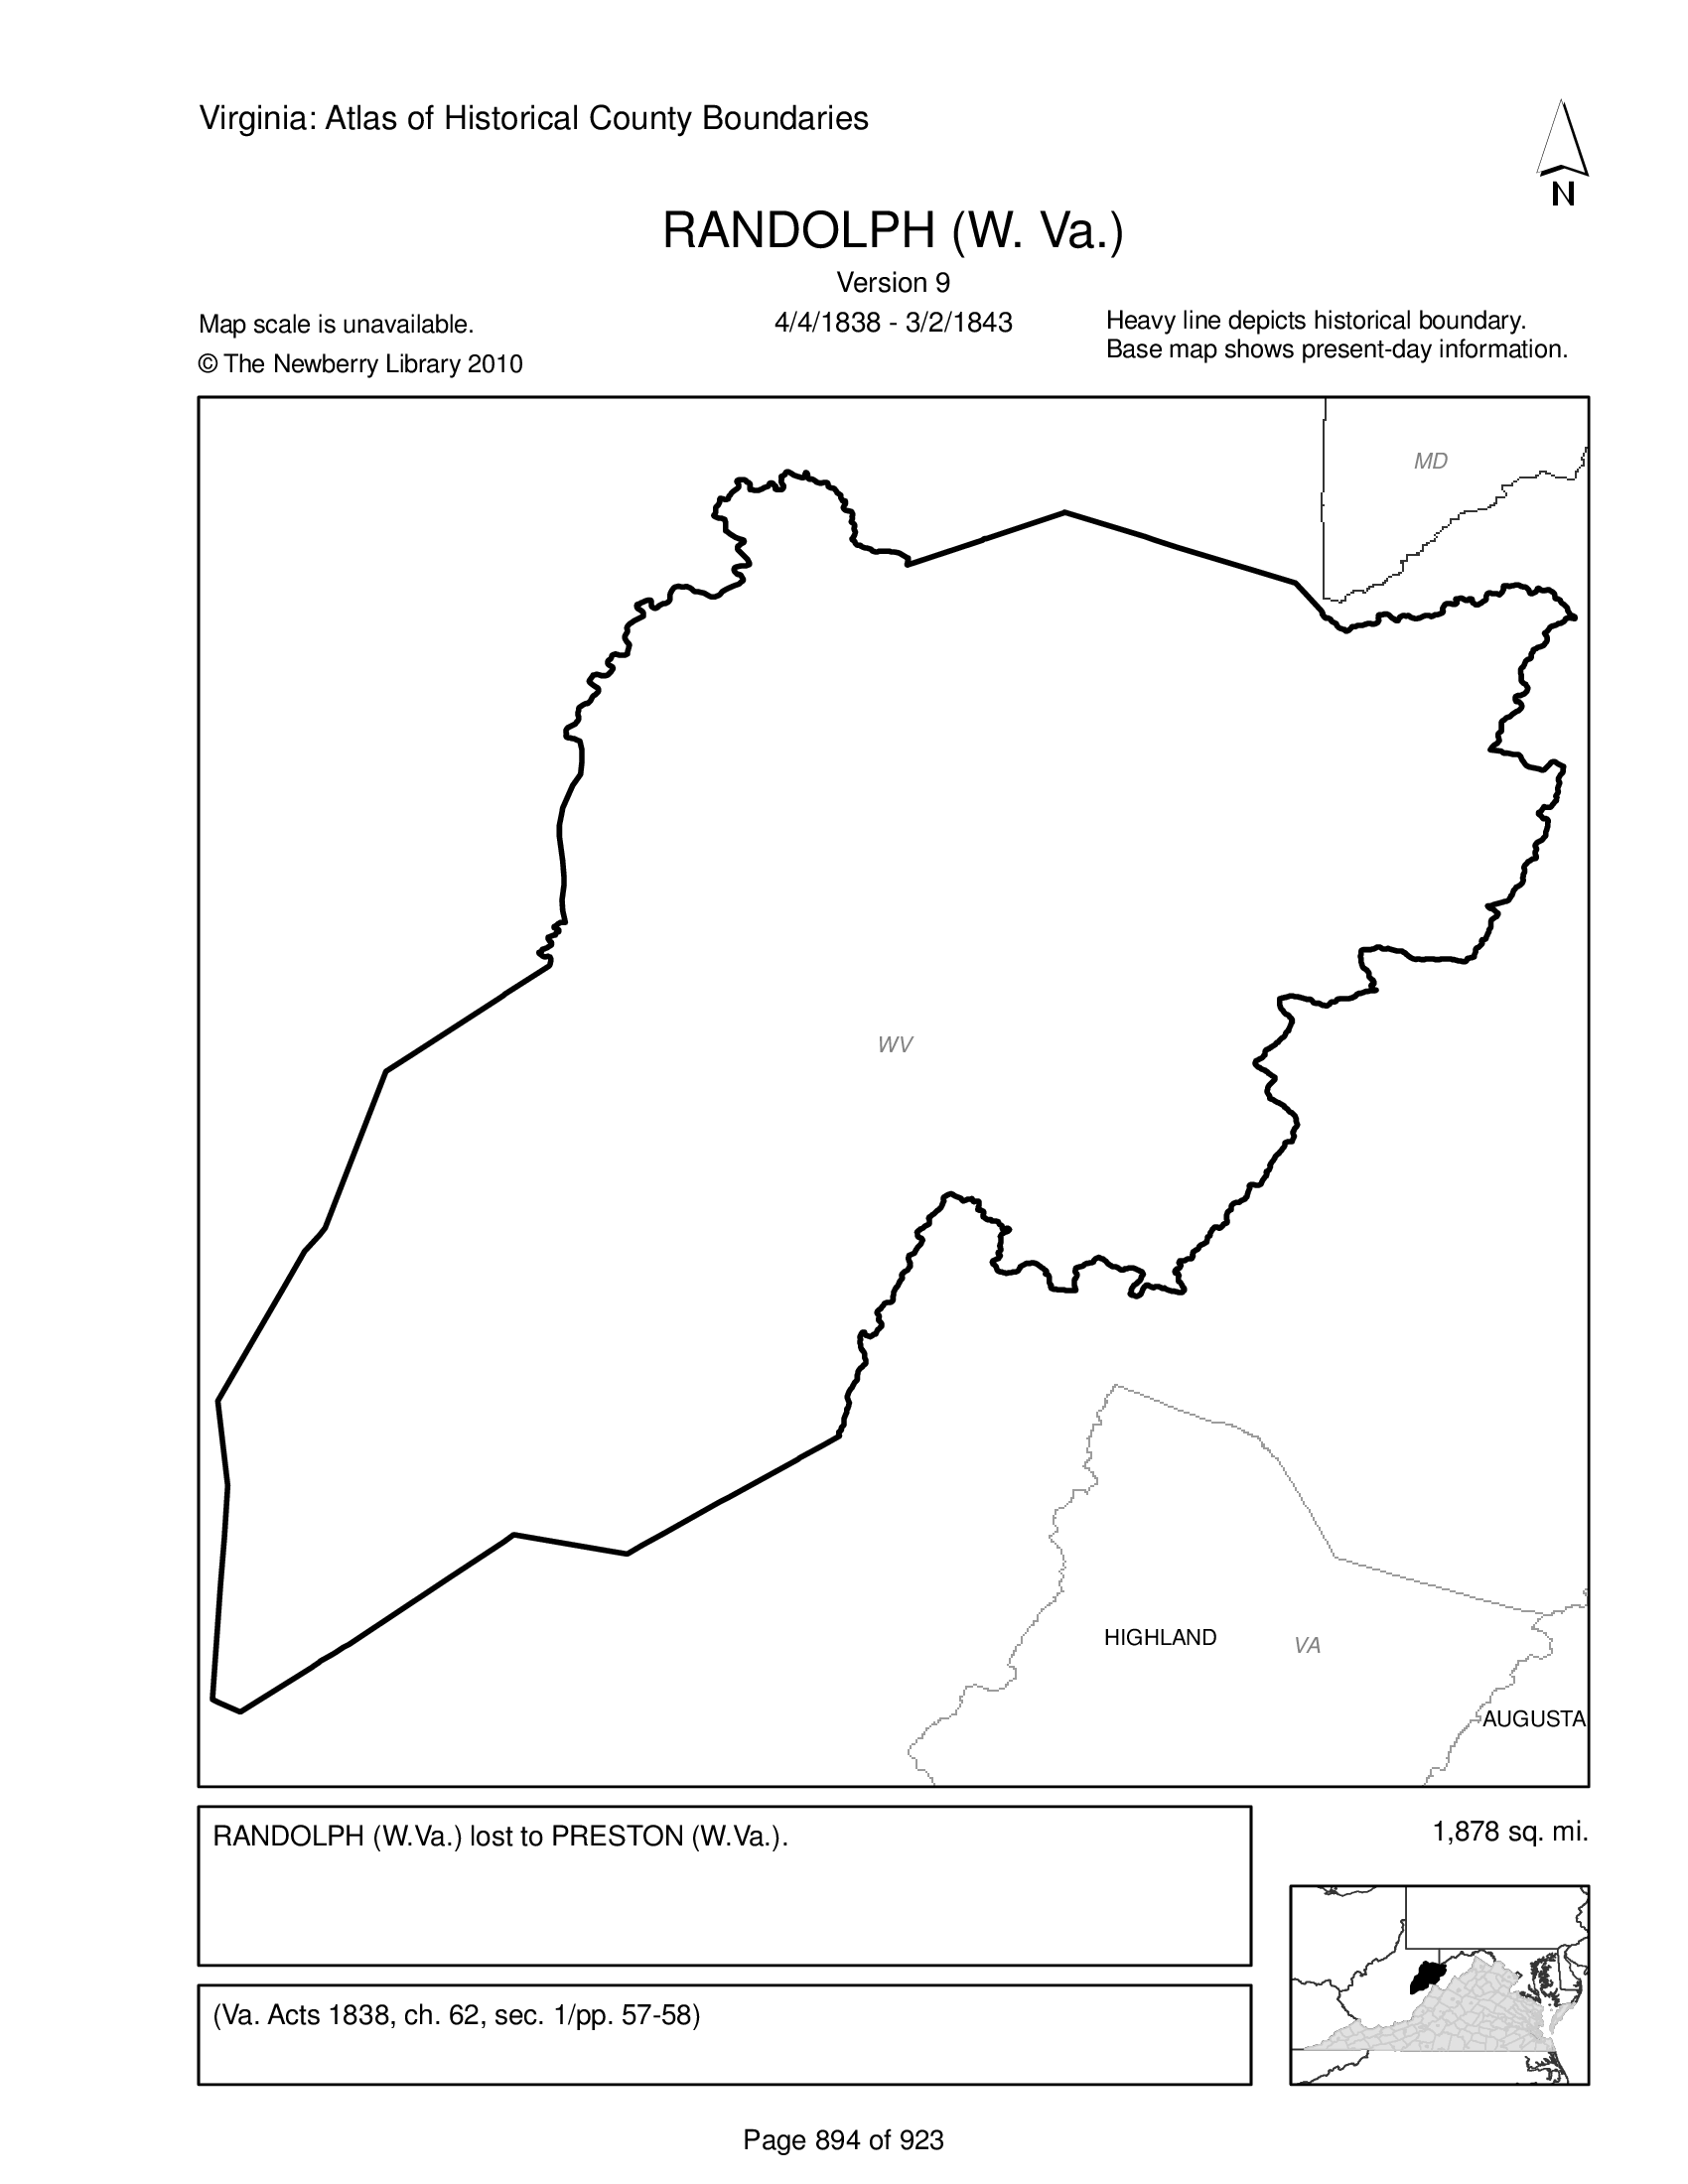 Virginia: Atlas of Historical County Boundaries
N
RANDOLPH (W. Va.)
Version 9
4/4/1838 - 3/2/1843
Map scale is unavailable.
© The Newberry Library 2010
Heavy line depicts historical boundary.
Base map shows present-day information.
MD
WV
HIGHLAND
VA
AUGUSTA
RANDOLPH (W.Va.) lost to PRESTON (W.Va.).
1,878 sq. mi.
(Va. Acts 1838, ch. 62, sec. 1/pp. 57-58)
Page 894 of 923